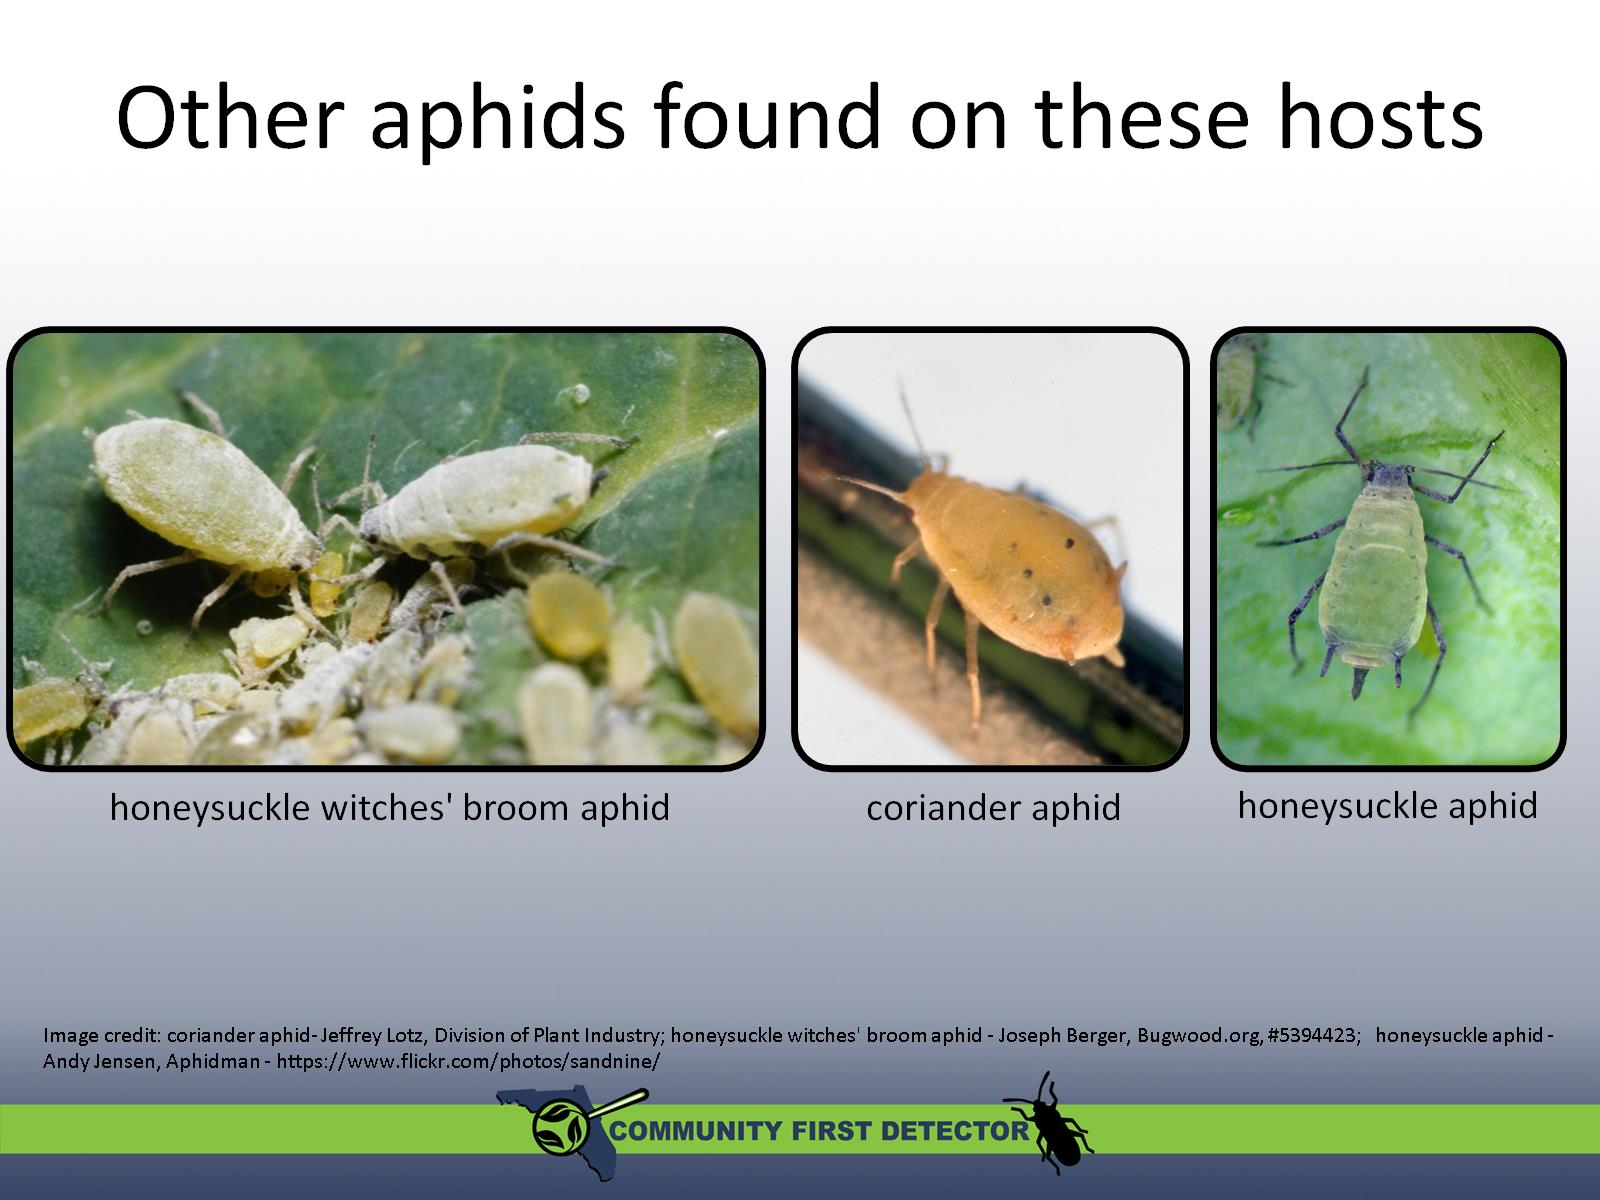 Other aphids found on these hosts
honeysuckle witches' broom aphid
coriander aphid
honeysuckle aphid
Image credit: coriander aphid- Jeffrey Lotz, Division of Plant Industry; honeysuckle witches' broom aphid - Joseph Berger, Bugwood.org, #5394423; honeysuckle aphid -
Andy Jensen, Aphidman - https://www.flickr.com/photos/sandnine/
COMMUNITY FIRST DETECTOR